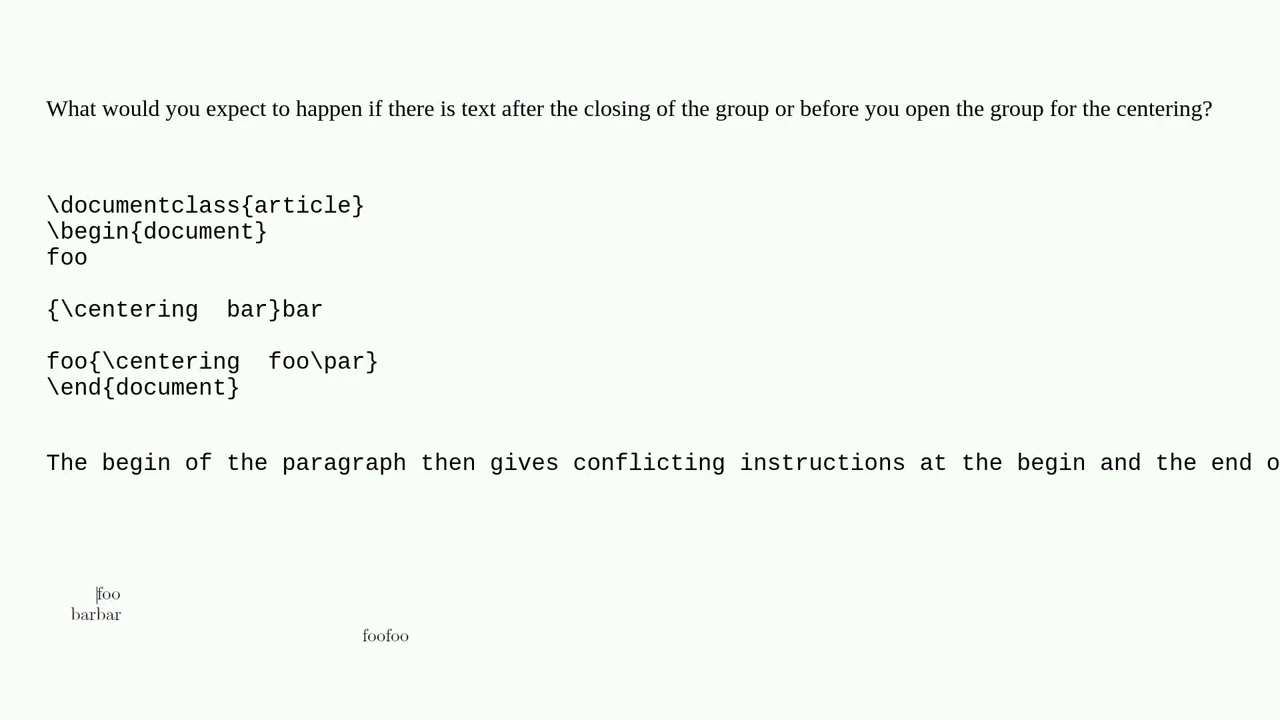 What would you expect to happen if there is text after the closing of the group or before you open the group for the centering?
\documentclass{article}
\begin{document}
foo
{\centering  bar}bar
foo{\centering  foo\par}
\end{document}
The begin of the paragraph then gives conflicting instructions at the begin and the end o
foo
barbar
foofoo